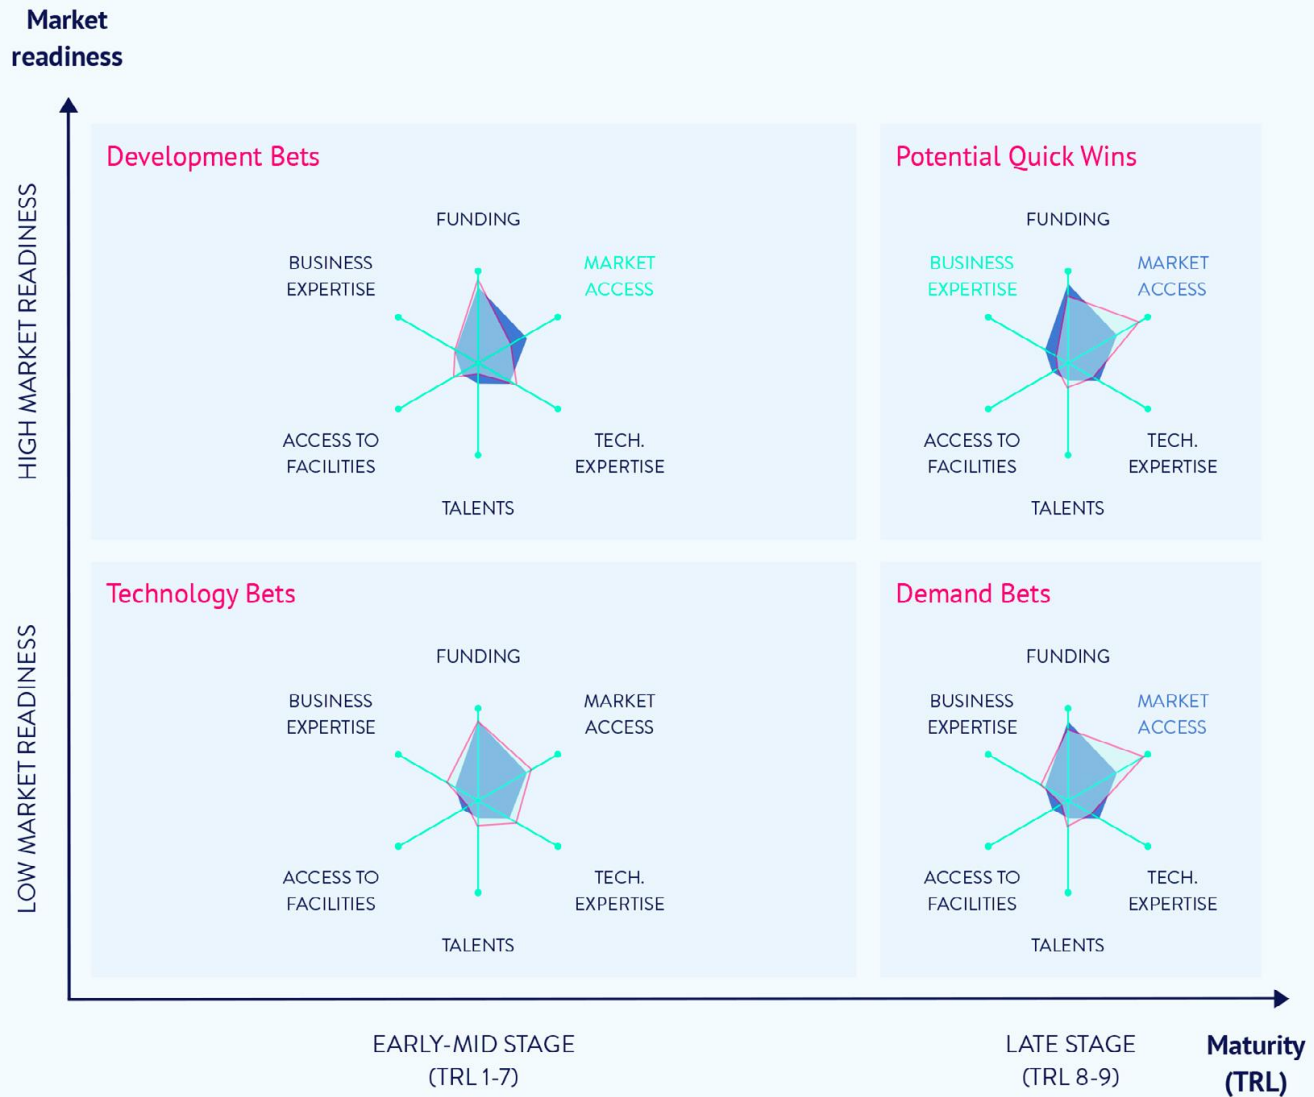 Market
readiness
HIGH MARKET READINESS
Development Bets
FUNDING
BUSINESS
EXPERTISE
MARKET
ACCESS
ACCESS TO
FACILITIES
TECH.
EXPERTISE
TALENTS
Potential Quick Wins
FUNDING
BUSINESS
EXPERTISE
MARKET
ACCESS
ACCESS TO
FACILITIES
TECH.
EXPERTISE
TALENTS
LOW MARKET READINESS
Technology Bets
FUNDING
BUSINESS
EXPERTISE
MARKET
ACCESS
ACCESS TO
FACILITIES
TECH.
EXPERTISE
TALENTS
Demand Bets
FUNDING
BUSINESS
EXPERTISE
MARKET
ACCESS
ACCESS TO
FACILITIES
TECH.
EXPERTISE
TALENTS
EARLY-MID STAGE
(TRL 1-7)
LATE STAGE
(TRL 8-9)
Maturity
(TRL)